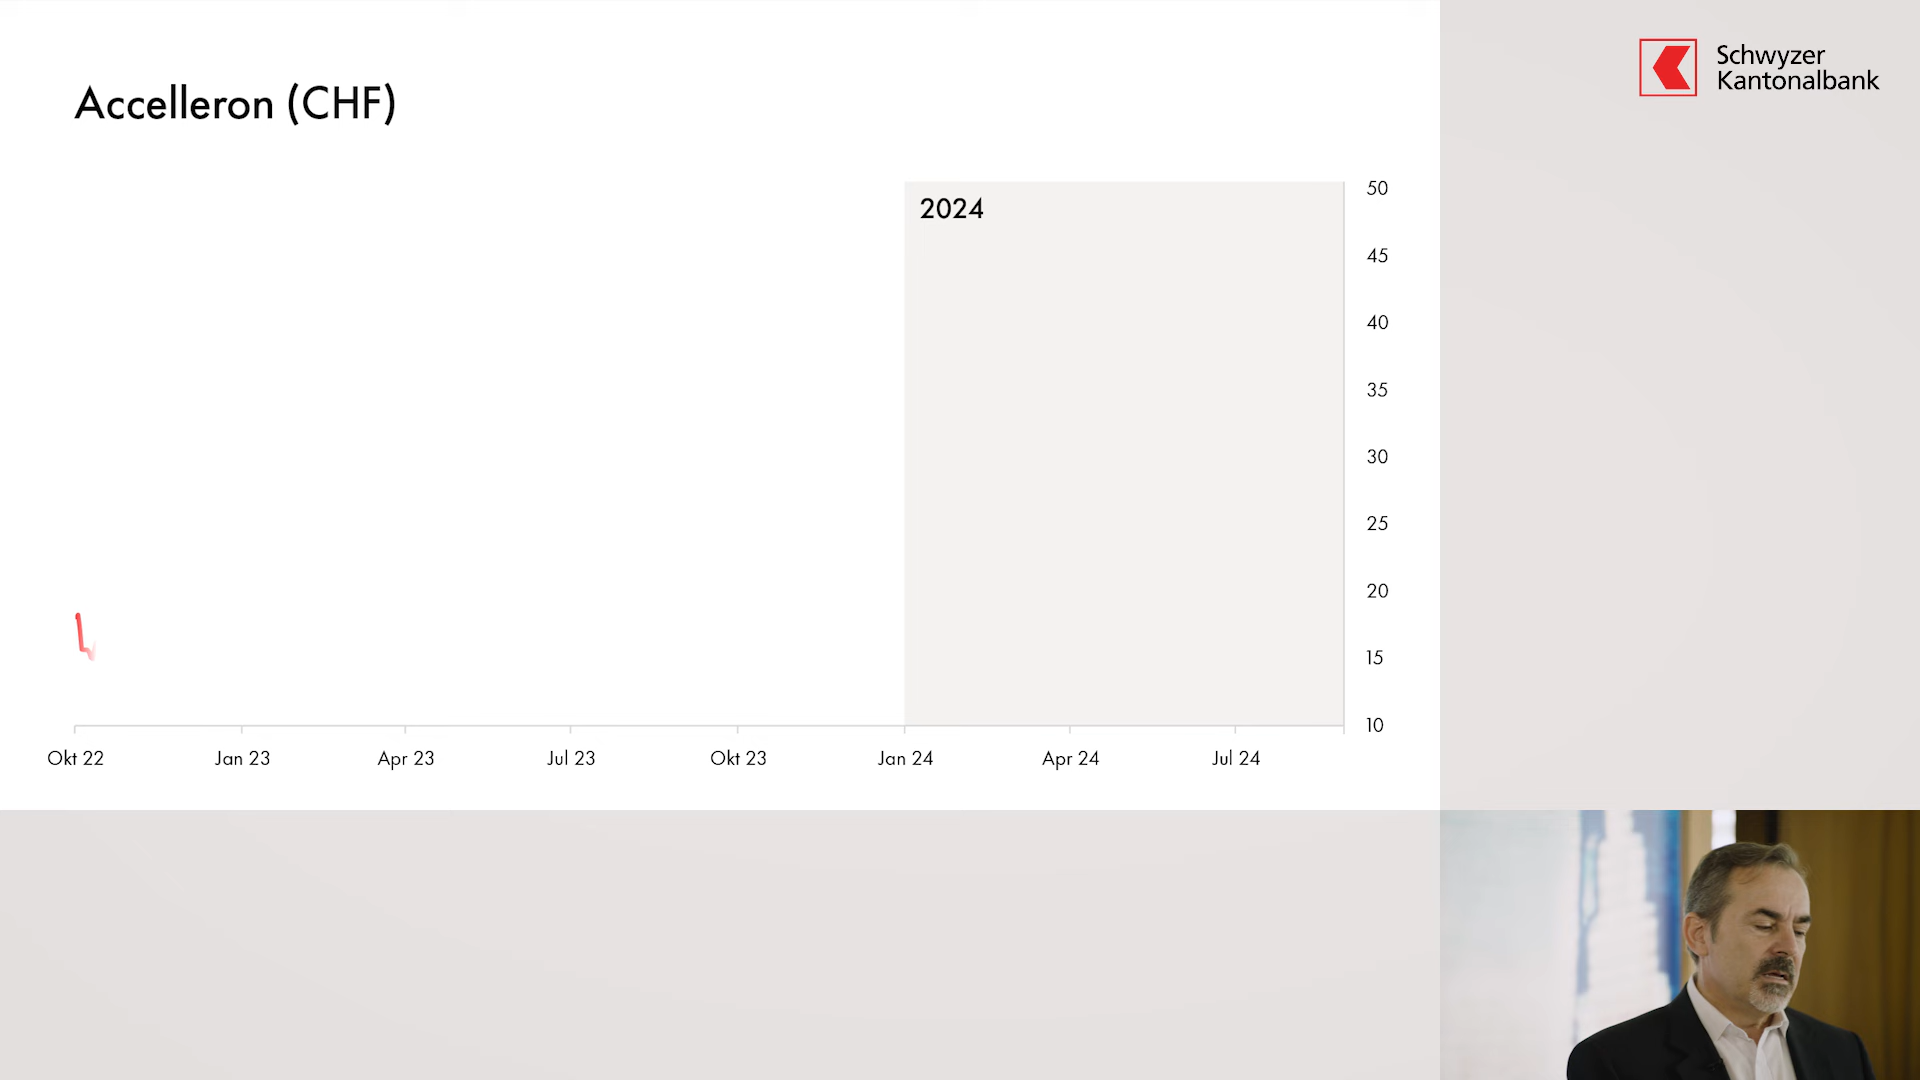 Accelleron (CHF)
Schwyzer
Kantonalbank
2024
50
45
40
35
30
25
20
15
10
Okt 22
Jan 23
Apr 23
Jul 23
Okt 23
Jan 24
Apr 24
Jul 24